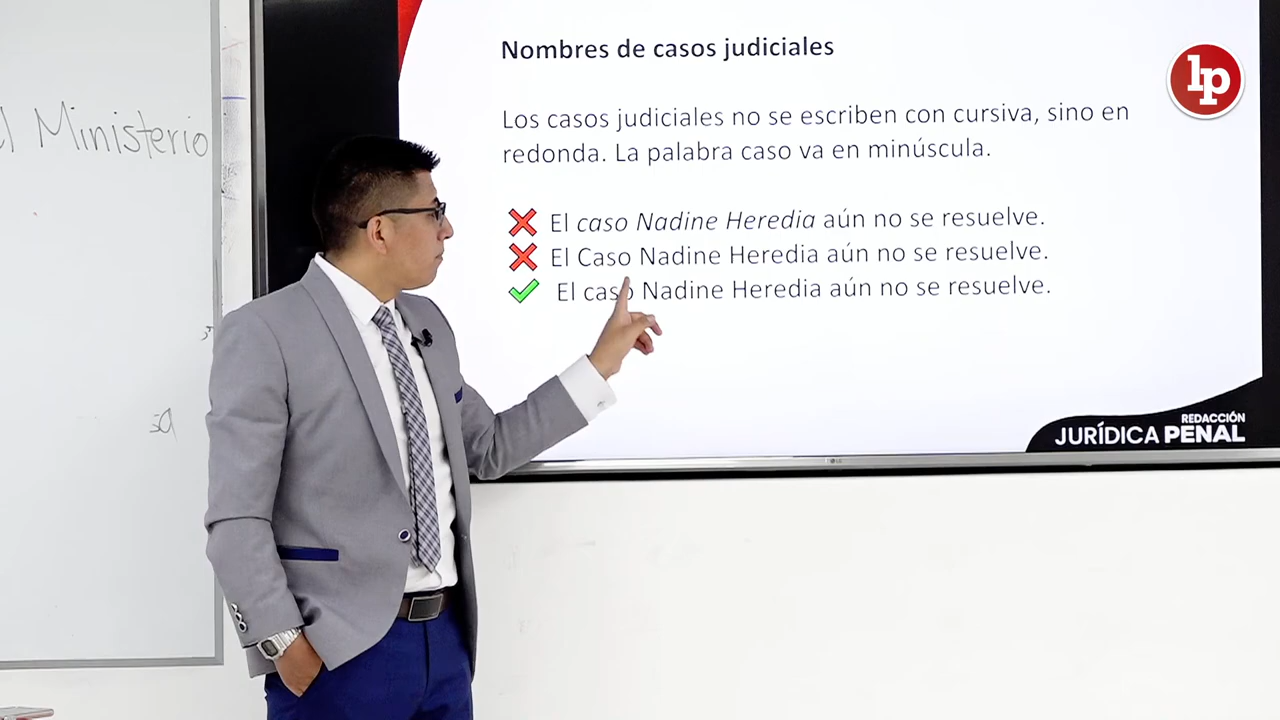 l Ministerio
Nombres de casos judiciales
lp
Los casos judiciales no se escriben con cursiva, sino en
redonda. La palabra caso va en minúscula.
El caso Nadine Heredia aún no se resuelve.
El Caso Nadine Heredia aún no se resuelve.
El caso Nadine Heredia aún no se resuelve.
REDACCIÓN
JURÍDICA PENAL
LG